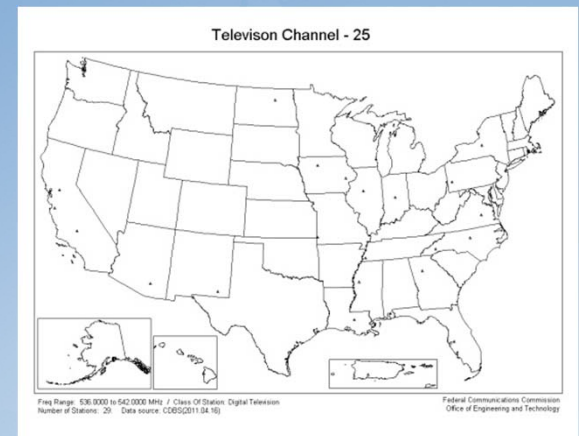 Televison Channel - 25
Freq Range: 536.0000 to 542.0000 MHz / Class Of Station: Digital Television
Number of Stations: 29 Data source: CDBS(2011.04.16)
Federal Communications Commission
Office of Engineering and Technology